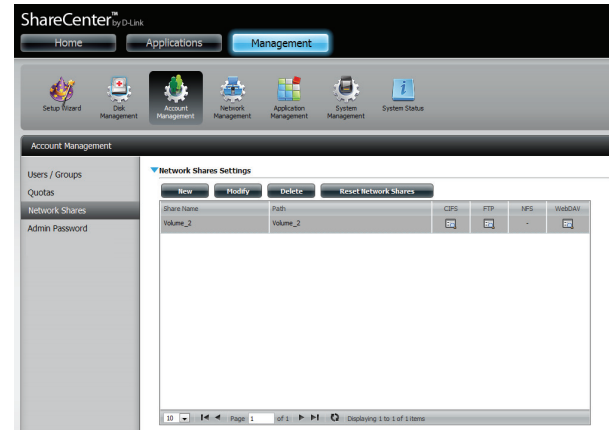 ShareCenter™ by D-Link
Home Applications Management
Setup Wizard Disk Management Account Management Network Management Application Management System Management System Status
Account Management
Users / Groups
Quotas
Network Shares
Admin Password
Network Shares Settings
New Modify Delete Reset Network Shares
Share Name Path CIFS FTP NFS WebDAV
Volume_2 Volume_2 -
10 Page 1 of 1 Displaying 1 to 1 of 1 items